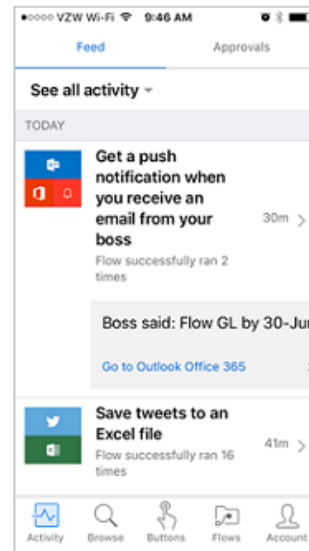 VZW Wi-Fi 9:46 AM
Feed Approvals
See all activity
TODAY
Get a push
notification when
you receive an
email from your
boss
30m
Flow successfully ran 2
times
Boss said: Flow GL by 30-Jun
Go to Outlook Office 365
Save tweets to an
Excel file
41m
Flow successfully ran 16
times
Activity Browse Buttons Flows Account